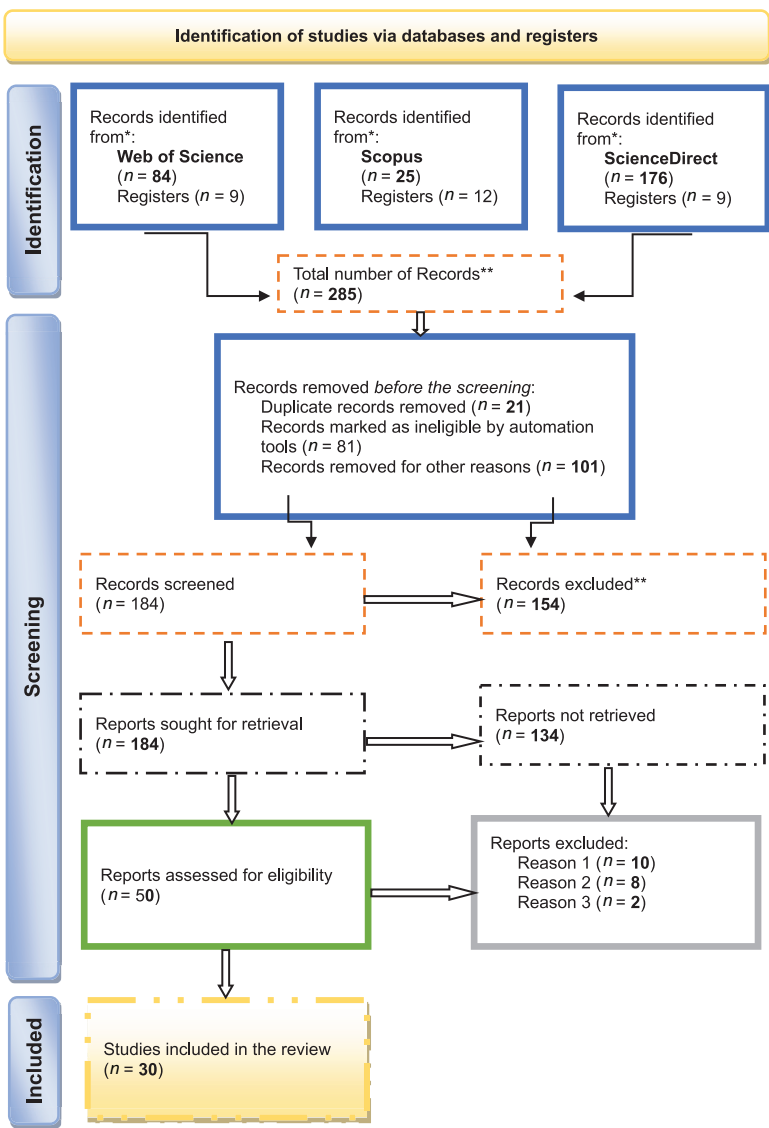 Identification of studies via databases and registers
Identification
Records identified
from*:
Web of Science
(n = 84)
Registers (n = 9)
Records identified
from*:
Scopus
(n = 25)
Registers (n = 12)
Records identified
from*:
ScienceDirect
(n = 176)
Registers (n = 9)
Total number of Records**
(n = 285)
Screening
Records removed before the screening:
Duplicate records removed (n = 21)
Records marked as ineligible by automation
tools (n = 81)
Records removed for other reasons (n = 101)
Records screened
(n = 184)
Records excluded**
(n = 154)
Reports sought for retrieval
(n = 184)
Reports not retrieved
(n = 134)
Reports assessed for eligibility
(n = 50)
Reports excluded:
Reason 1 (n = 10)
Reason 2 (n = 8)
Reason 3 (n = 2)
Included
Studies included in the review
(n = 30)